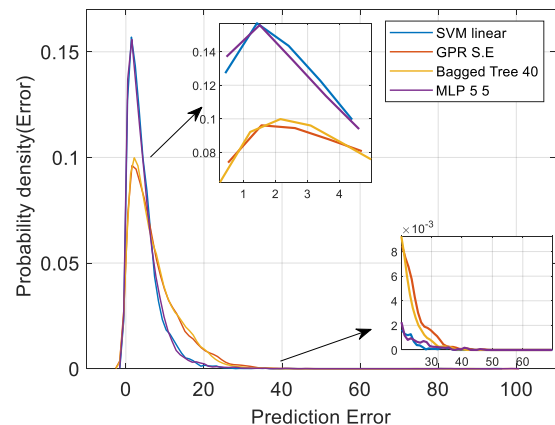 SVM linear
GPR S.E
Bagged Tree 40
MLP 5 5
Probability density(Error)
0.15
0.1
0.05
0
0 20 40 60 80 100
Prediction Error
0.14
0.12
0.1
0.08
1 2 3 4
×10⁻³
8
6
4
2
0
30 40 50 60